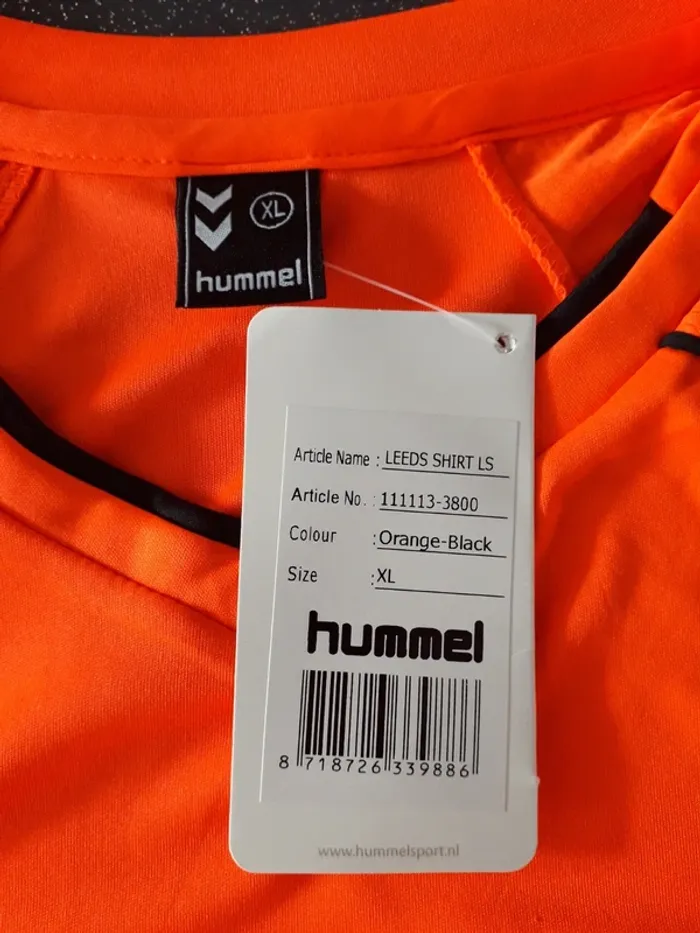 XL
hummel
Article Name : LEEDS SHIRT LS
Article No. : 111113-3800
Colour :Orange-Black
Size :XL
hummel
8 718726 339886
www.hummelsport.nl